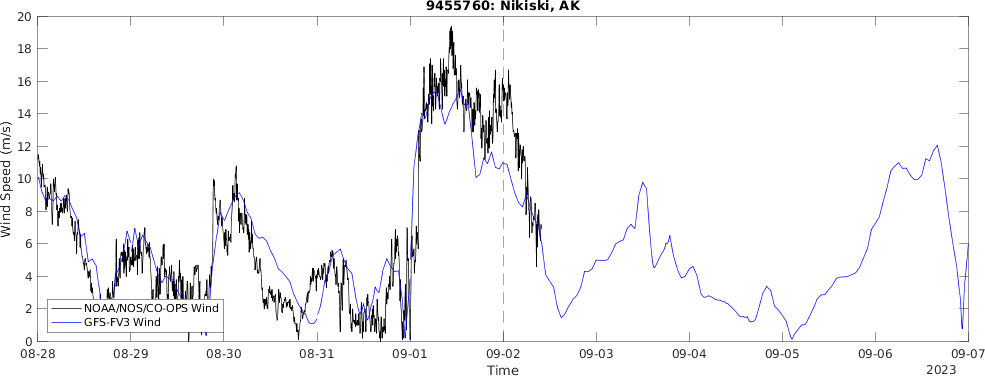 9455760: Nikiski, AK
Wind Speed (m/s)
20
18
16
14
12
10
8
6
4
2
0
NOAA/NOS/CO-OPS Wind
GFS-FV3 Wind
08-28 08-29 08-30 08-31 09-01 09-02 09-03 09-04 09-05 09-06 09-07
Time
2023